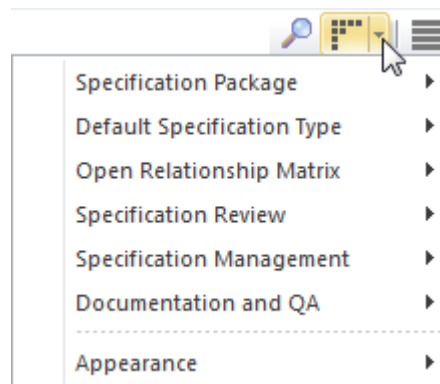 Specification Package
Default Specification Type
Open Relationship Matrix
Specification Review
Specification Management
Documentation and QA
Appearance